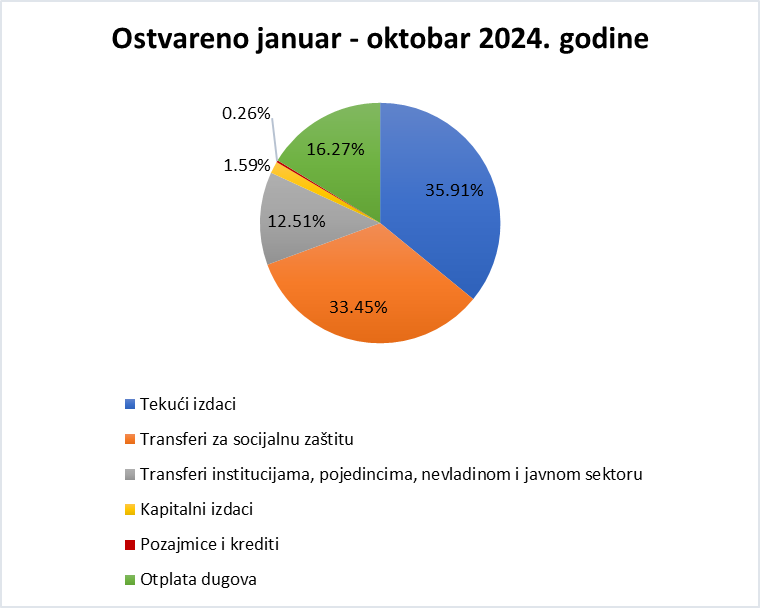 Ostvareno januar - oktobar 2024. godine
0.26%
16.27%
1.59%
35.91%
12.51%
33.45%
Tekući izdaci
Transferi za socijalnu zaštitu
Transferi institucijama, pojedincima, nevladinom i javnom sektoru
Kapitalni izdaci
Pozajmice i krediti
Otplata dugova